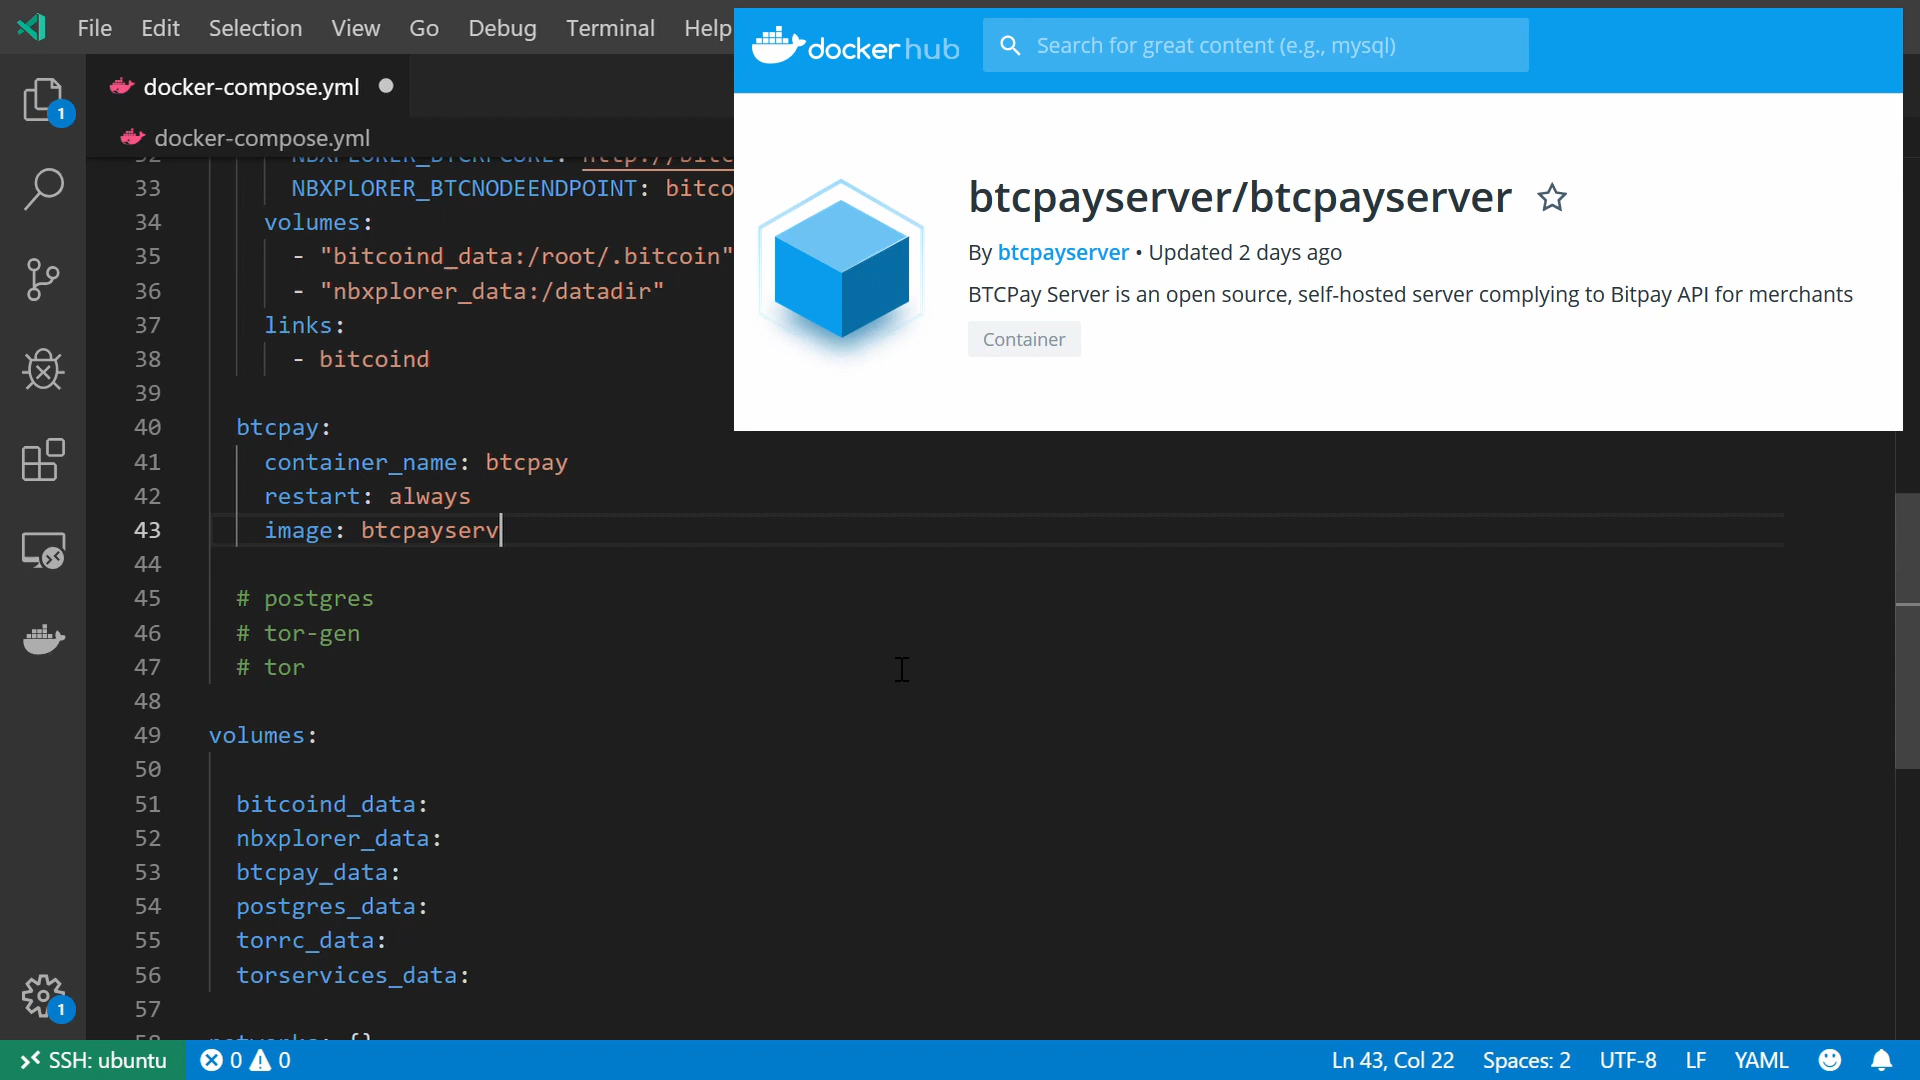 File Edit Selection View Go Debug Terminal Help
docker hub
Search for great content (e.g., mysql)
docker-compose.yml
docker-compose.yml
btcpayserver/btcpayserver
By btcpayserver • Updated 2 days ago
BTCPay Server is an open source, self-hosted server complying to Bitpay API for merchants
Container
1
33 NBXPLORER_BTCNODEENDPOINT: bitco
34 volumes:
35 - "bitcoind_data:/root/.bitcoin"
36 - "nbxplorer_data:/datadir"
37 links:
38 - bitcoind
39
40 btcpay:
41 container_name: btcpay
42 restart: always
43 image: btcpayserv
44
45 # postgres
46 # tor-gen
47 # tor
48
49 volumes:
50
51 bitcoind_data:
52 nbxplorer_data:
53 btcpay_data:
54 postgres_data:
55 torrc_data:
56 torservices_data:
57
1
SSH: ubuntu 0 0 Ln 43, Col 22 Spaces: 2 UTF-8 LF YAML